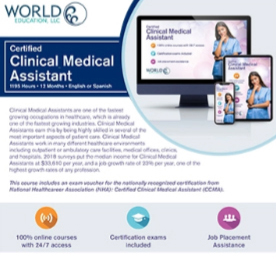 WORLD
EDUCATION, LLC
Certified
Clinical Medical
Assistant
1195 Hours • 12 Months • English or Spanish
Clinical Medical
Assistant
WORLD
Clinical Medical Assistants are one of the fastest
growing occupations in healthcare, which is already
one of the fastest growing industries. Clinical Medical
Assistants earn this by being highly skilled in several of the
most important aspects of patient care. Clinical Medical
Assistants work in many different healthcare environments
including outpatient or ambulatory care facilities, medical offices, clinics,
and hospitals. 2018 surveys put the median income for Clinical Medical
Assistants at $33,610 per year, and a job growth rate of 23% per year, one of the
highest growth rates of any profession.
This course includes an exam voucher for the nationally recognized certification from
National Healthcareer Association (NHA): Certified Clinical Medical Assistant (CCMA).
100% online courses
with 24/7 access
Certification exams
included
Job Placement
Assistance